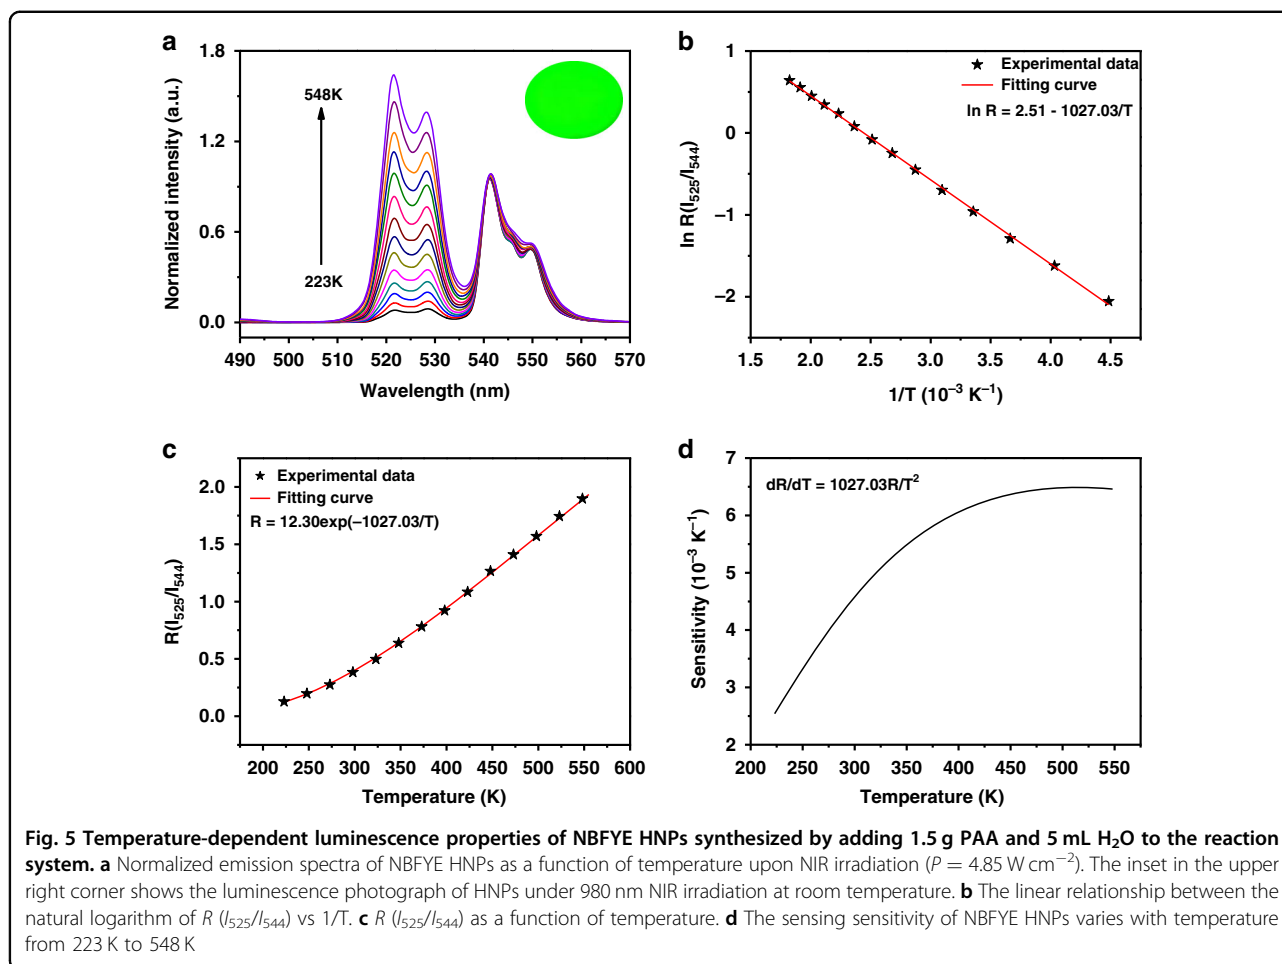 a
1.8
1.2
0.6
0.0
Normalized intensity (a.u.)
548K
223K
490 500 510 520 530 540 550 560 570
Wavelength (nm)
b
1
0
−1
−2
ln R(I525/I544)
Experimental data
Fitting curve
ln R = 2.51 - 1027.03/T
1.5 2.0 2.5 3.0 3.5 4.0 4.5
1/T (10⁻³ K⁻¹)
c
2.0
1.5
1.0
0.5
0.0
R(I525/I544)
Experimental data
Fitting curve
R = 12.30exp(−1027.03/T)
200 250 300 350 400 450 500 550 600
Temperature (K)
d
7
6
5
4
3
2
Sensitivity (10⁻³ K⁻¹)
dR/dT = 1027.03R/T²
200 250 300 350 400 450 500 550
Temperature (K)
Fig. 5 Temperature-dependent luminescence properties of NBFYE HNPs synthesized by adding 1.5 g PAA and 5 mL H₂O to the reaction
system. a Normalized emission spectra of NBFYE HNPs as a function of temperature upon NIR irradiation (P = 4.85 W cm⁻²). The inset in the upper
right corner shows the luminescence photograph of HNPs under 980 nm NIR irradiation at room temperature. b The linear relationship between the
natural logarithm of R (I525/I544) vs 1/T. c R (I525/I544) as a function of temperature. d The sensing sensitivity of NBFYE HNPs varies with temperature
from 223 K to 548 K